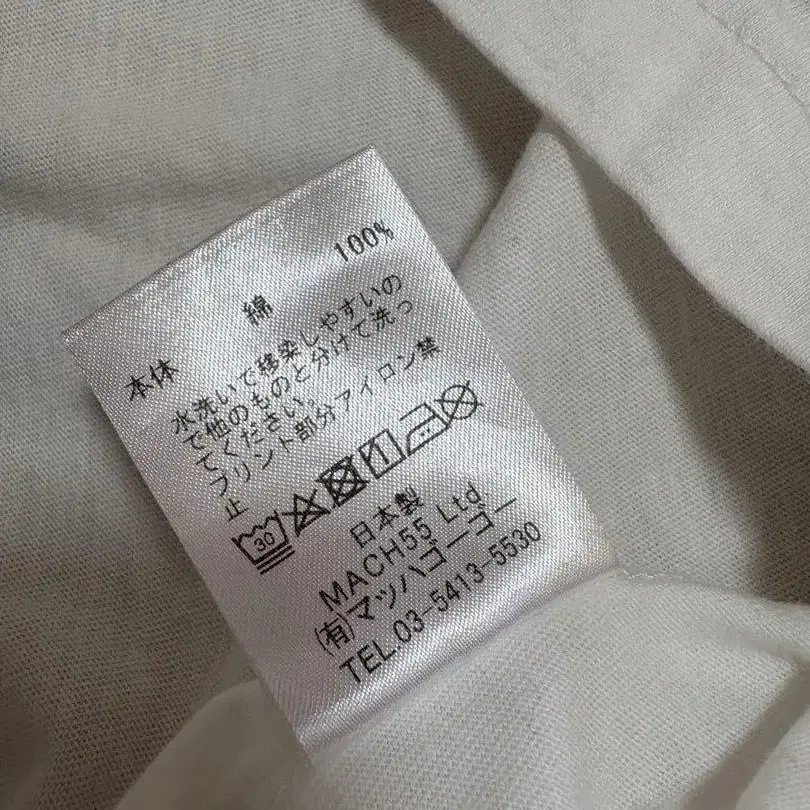 本体 綿 100%
水洗いで移染しやすいの
で他のものと分けて洗っ
てください。
プリント部分アイロン禁
止
30
日本製
MACH55 Ltd
(有)マッハゴーゴー
TEL.03-5413-5530